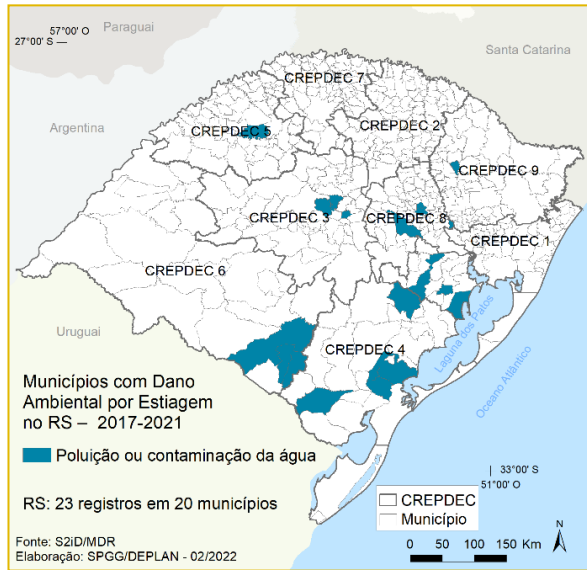 Paraguai
57°00' O
27°00' S
Santa Catarina
Argentina
CREPDEC 7
CREPDEC 5
CREPDEC 2
CREPDEC 9
CREPDEC 3
CREPDEC 8
CREPDEC 1
CREPDEC 6
Uruguai
CREPDEC 4
Laguna dos Patos
Oceano Atlântico
Municípios com Dano
Ambiental por Estiagem
no RS – 2017-2021
Poluição ou contaminação da água
RS: 23 registros em 20 municípios
33°00' S
51°00' O
CREPDEC
Município
Fonte: S2iD/MDR
Elaboração: SPGG/DEPLAN - 02/2022
0 50 100 150 Km
N